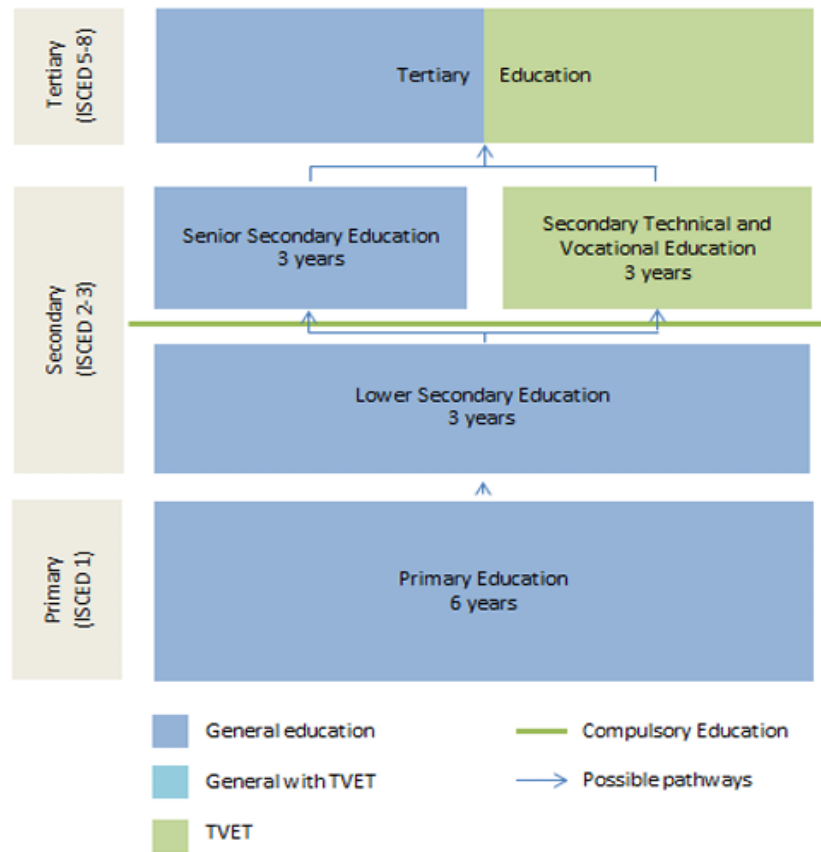 Tertiary
(ISCED 5-8)
Tertiary Education
Secondary
(ISCED 2-3)
Senior Secondary Education
3 years
Secondary Technical and
Vocational Education
3 years
Lower Secondary Education
3 years
Primary
(ISCED 1)
Primary Education
6 years
General education
Compulsory Education
General with TVET
Possible pathways
TVET